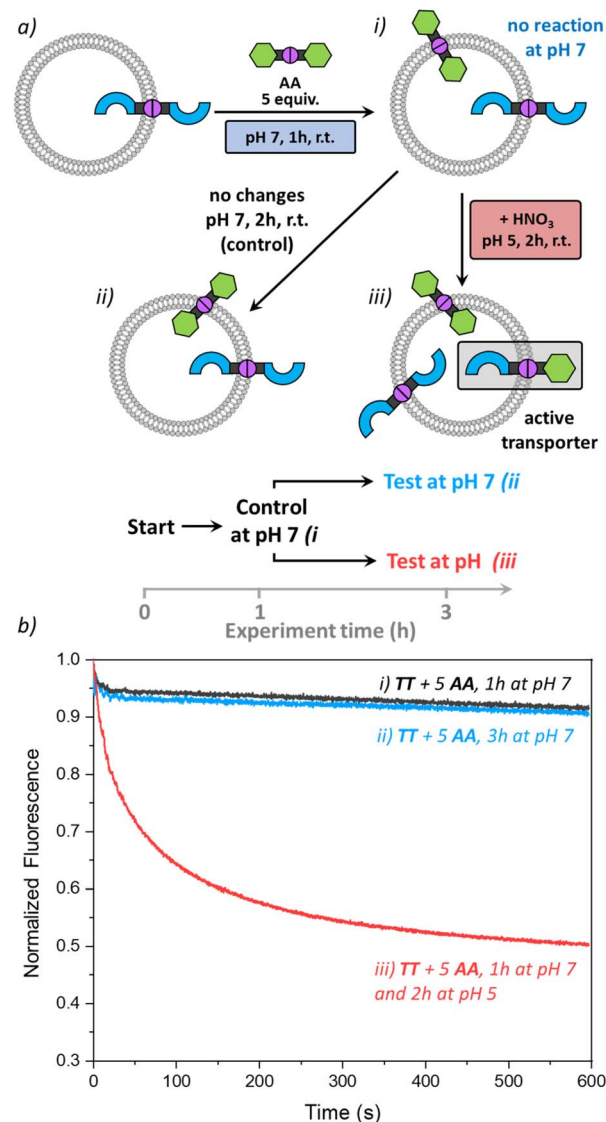 a)
i)
no reaction
at pH 7
AA
5 equiv.
pH 7, 1h, r.t.
no changes
pH 7, 2h, r.t.
(control)
+ HNO₃
pH 5, 2h, r.t.
ii)
iii)
active
transporter
Test at pH 7 (ii
Start
Control
at pH 7 (i
Test at pH (iii
0
1
3
Experiment time (h)
b)
1.0
0.9
0.8
0.7
0.6
0.5
0.4
0.3
Normalized Fluorescence
i) TT + 5 AA, 1h at pH 7
ii) TT + 5 AA, 3h at pH 7
iii) TT + 5 AA, 1h at pH 7
and 2h at pH 5
0
100
200
300
400
500
600
Time (s)